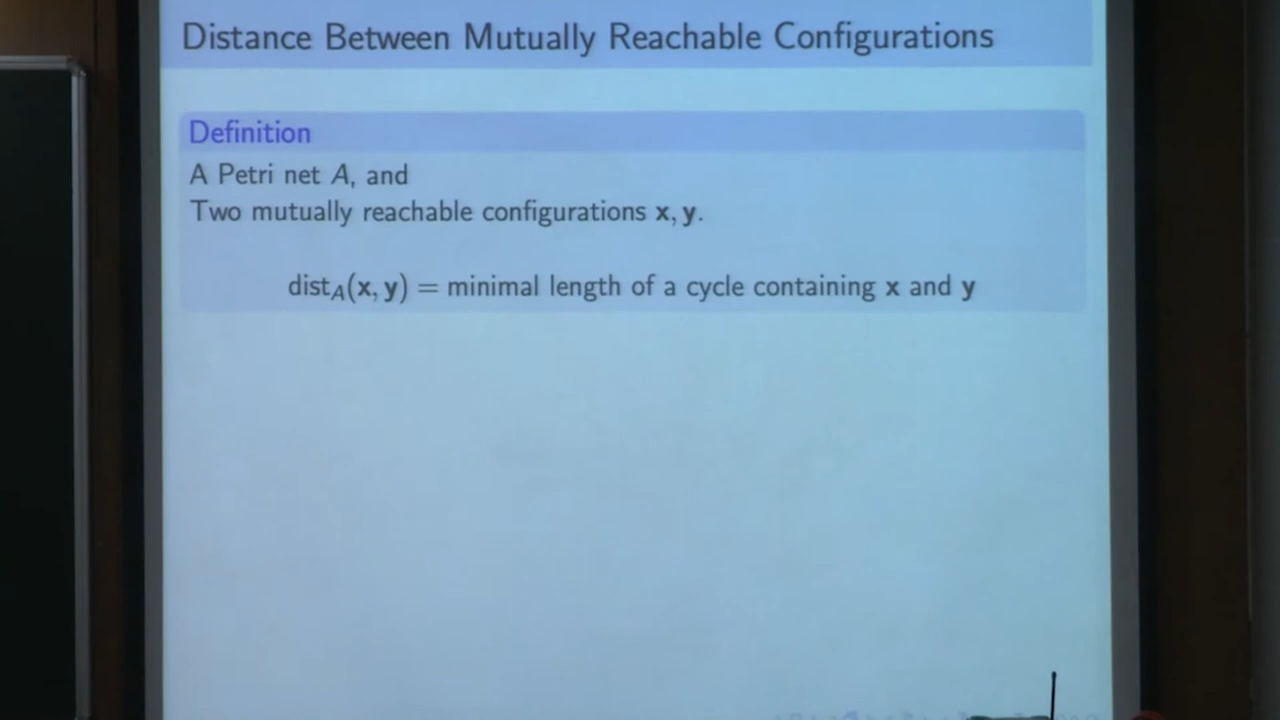 Distance Between Mutually Reachable Configurations
Definition
A Petri net A, and
Two mutually reachable configurations x, y.
dist_A(x, y) = minimal length of a cycle containing x and y